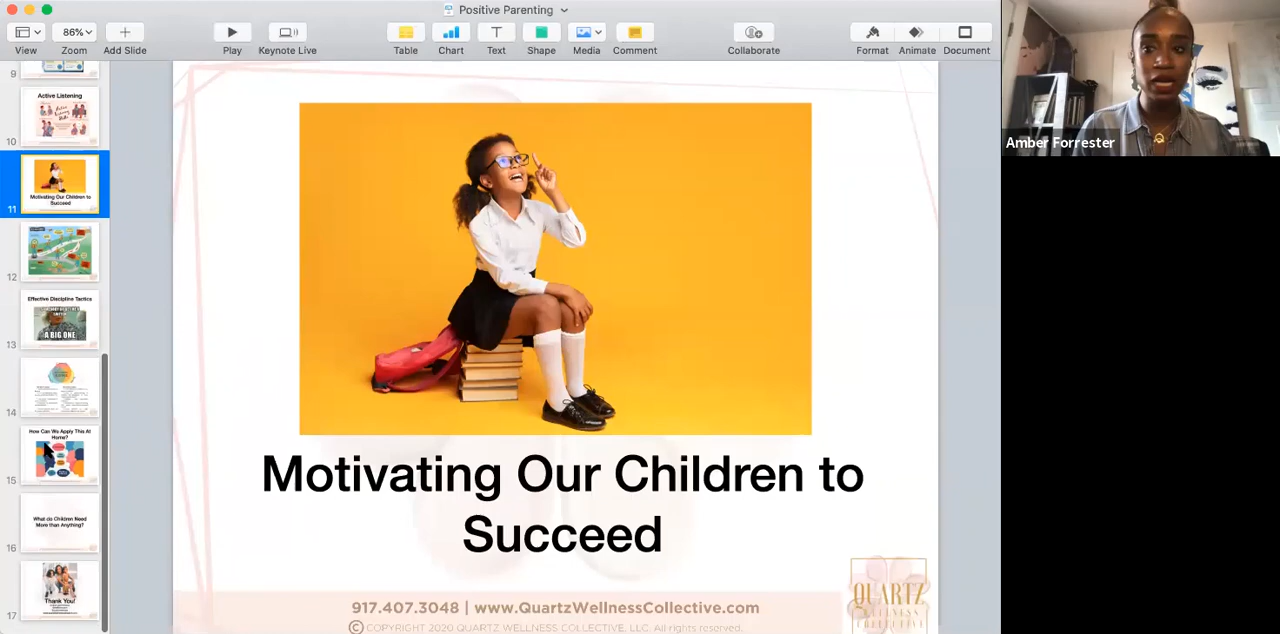 Positive Parenting
86%
View
Zoom
Add Slide
Play
Keynote Live
Table
Chart
Text
Shape
Media
Comment
Collaborate
Format
Animate
Document
9
Active Listening
10
Motivating Our Children to
Succeed
11
12
Effective Discipline Tactics
A BIG ONE
13
14
How Can We Apply This At
Home?
15
What do Children Need
More than Anything?
16
Thank You!
17
Motivating Our Children to
Succeed
917.407.3048 | www.QuartzWellnessCollective.com
© COPYRIGHT 2020 QUARTZ WELLNESS COLLECTIVE, LLC. All rights reserved.
QUARTZ
WELLNESS
COLLECTIVE
Amber Forrester